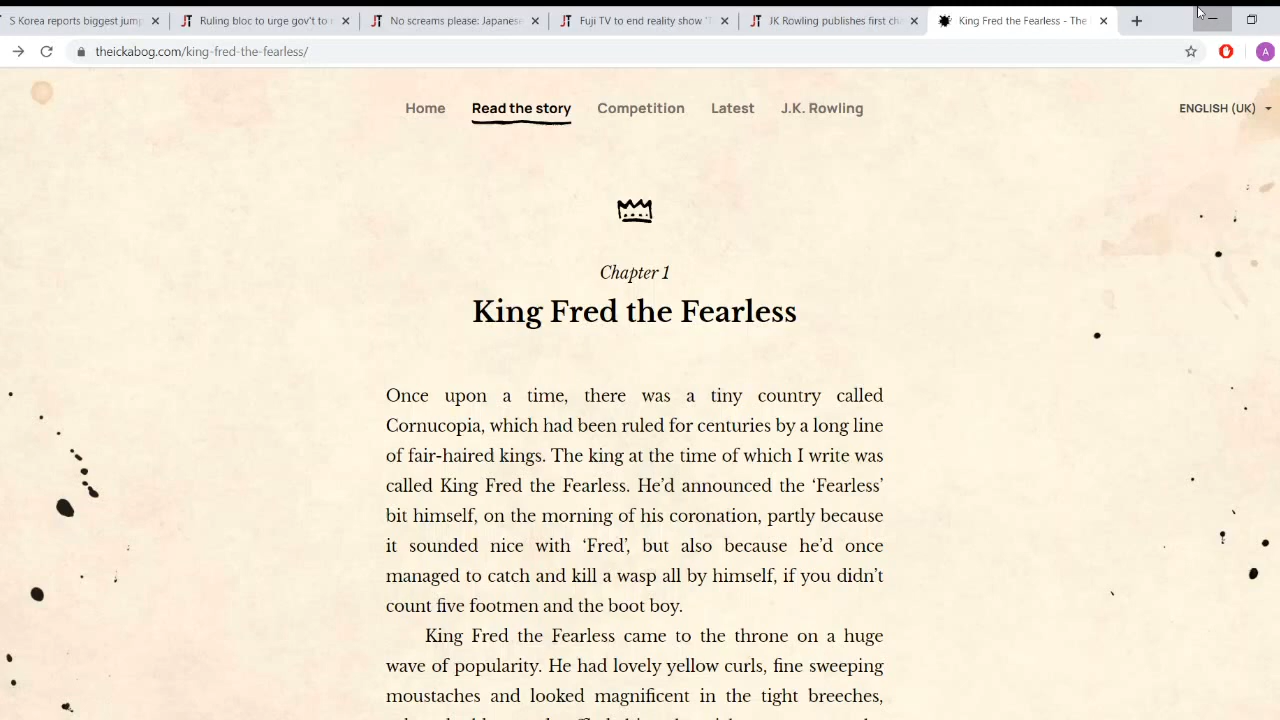 S Korea reports biggest jump
Ruling bloc to urge gov't to
No screams please: Japanese
Fuji TV to end reality show
JK Rowling publishes first cha
King Fred the Fearless - The
theickabog.com/king-fred-the-fearless/
A
Home
Read the story
Competition
Latest
J.K. Rowling
ENGLISH (UK)
Chapter 1
King Fred the Fearless
Once upon a time, there was a tiny country called
Cornucopia, which had been ruled for centuries by a long line
of fair-haired kings. The king at the time of which I write was
called King Fred the Fearless. He’d announced the ‘Fearless’
bit himself, on the morning of his coronation, partly because
it sounded nice with ‘Fred’, but also because he’d once
managed to catch and kill a wasp all by himself, if you didn’t
count five footmen and the boot boy.
King Fred the Fearless came to the throne on a huge
wave of popularity. He had lovely yellow curls, fine sweeping
moustaches and looked magnificent in the tight breeches,